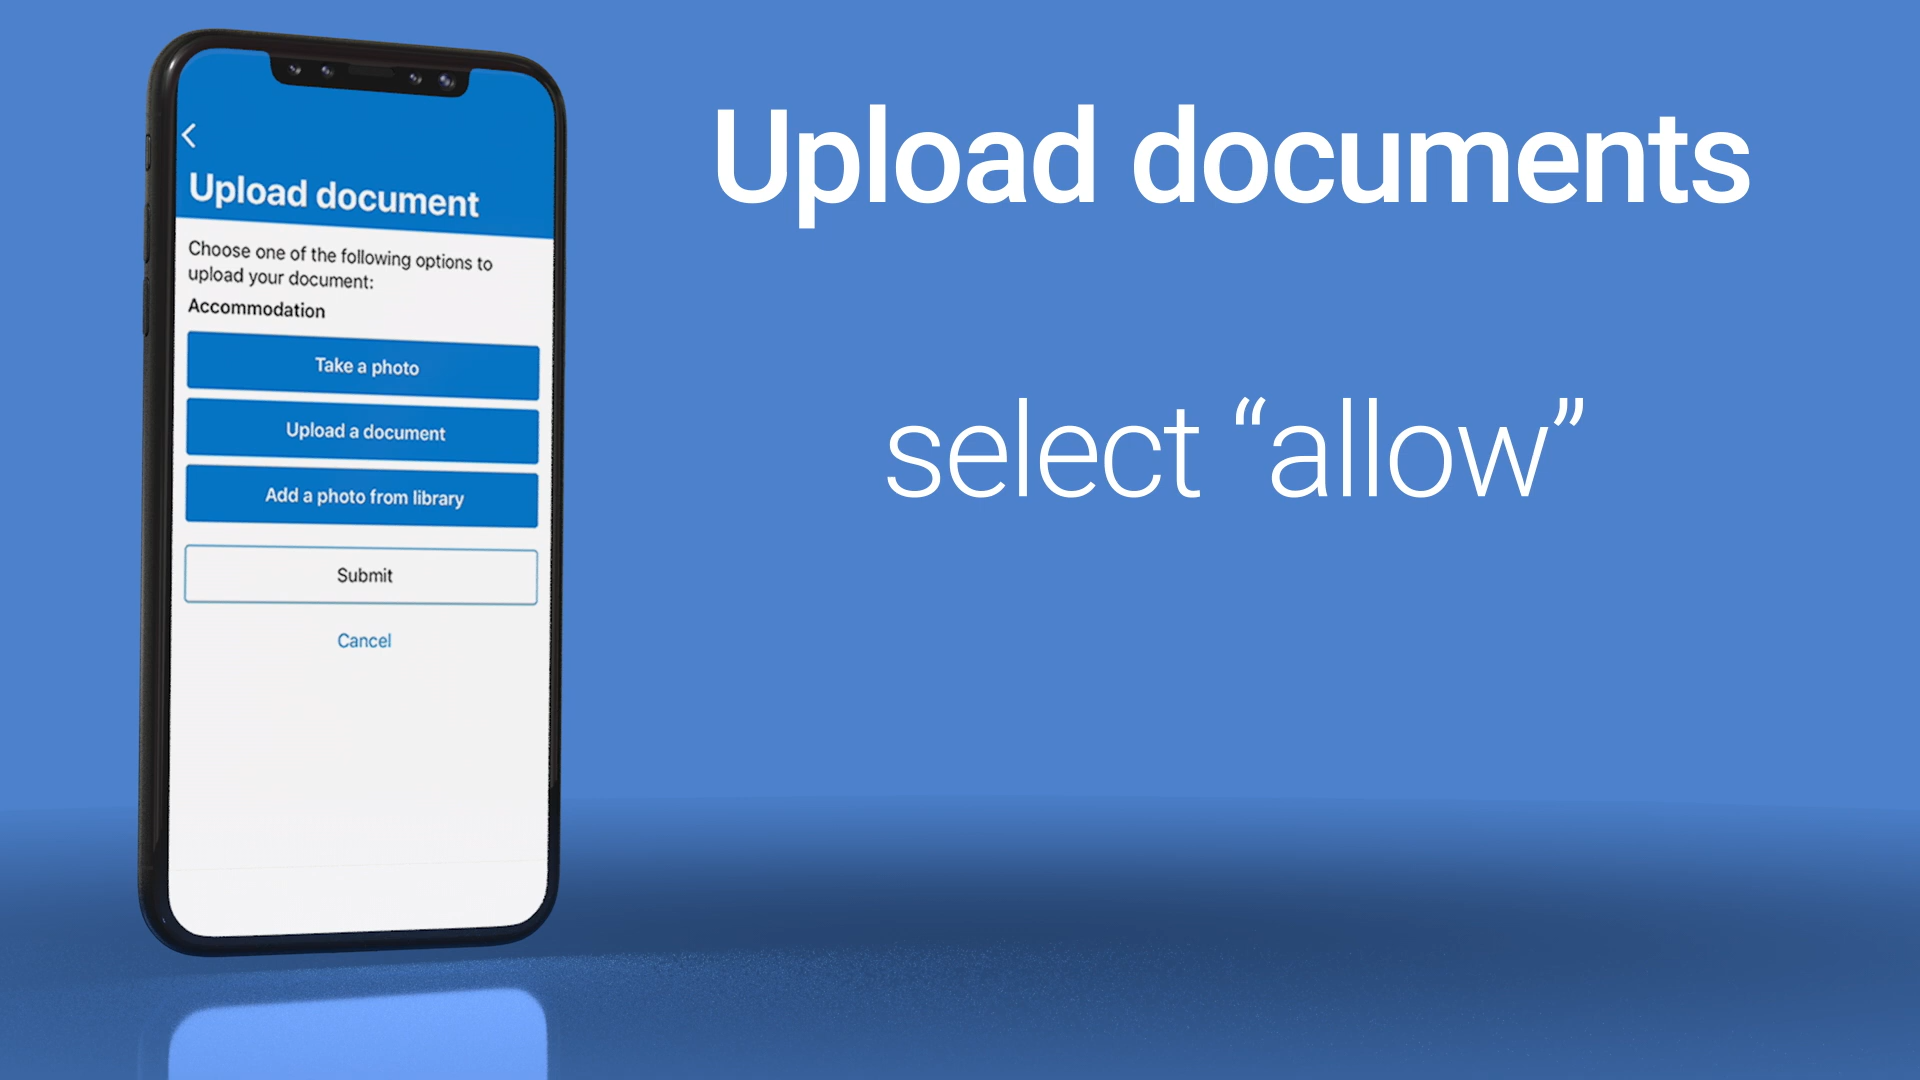 Upload document
Choose one of the following options to
upload your document:
Accommodation
Take a photo
Upload a document
Add a photo from library
Submit
Cancel
Upload documents
select “allow”